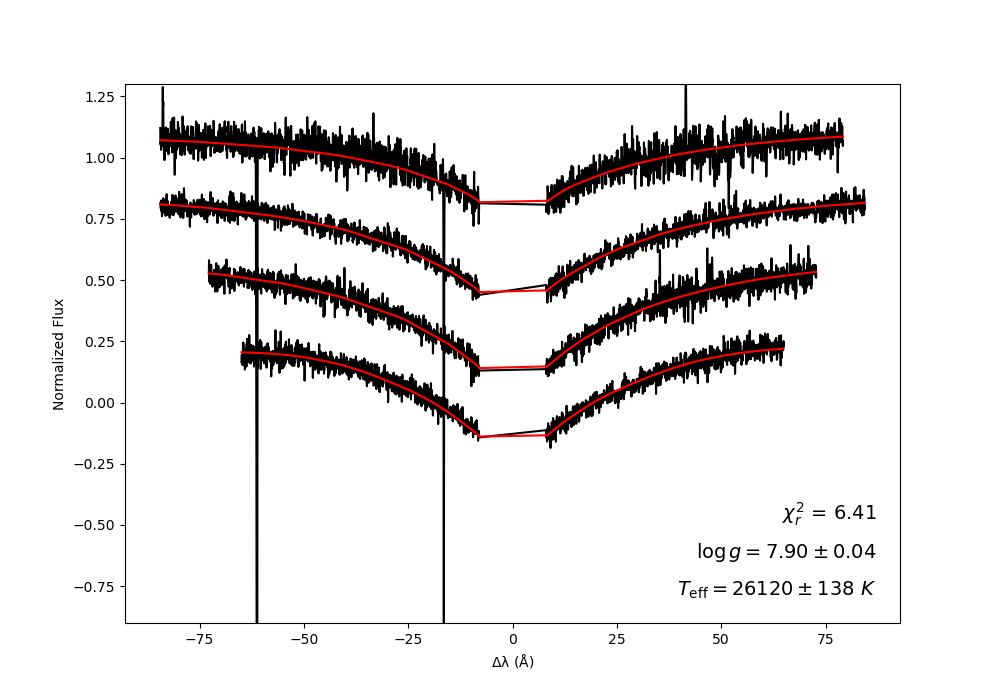 1.25
1.00
0.75
0.50
0.25
0.00
−0.25
−0.50
−0.75
Normalized Flux
χ²ᵣ = 6.41
log g = 7.90 ± 0.04
T_eff = 26120 ± 138 K
−75 −50 −25 0 25 50 75
Δλ (Å)